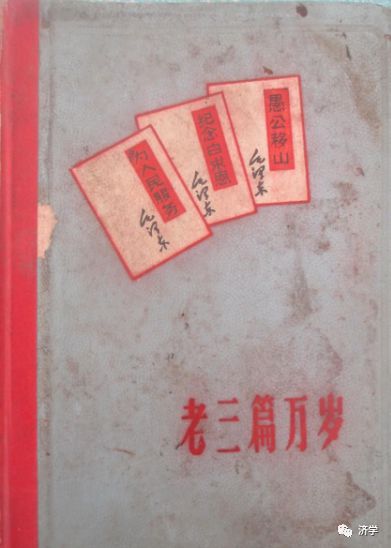 为人民服务
毛泽东
纪念白求恩
毛泽东
愚公移山
毛泽东
老三篇万岁
济学